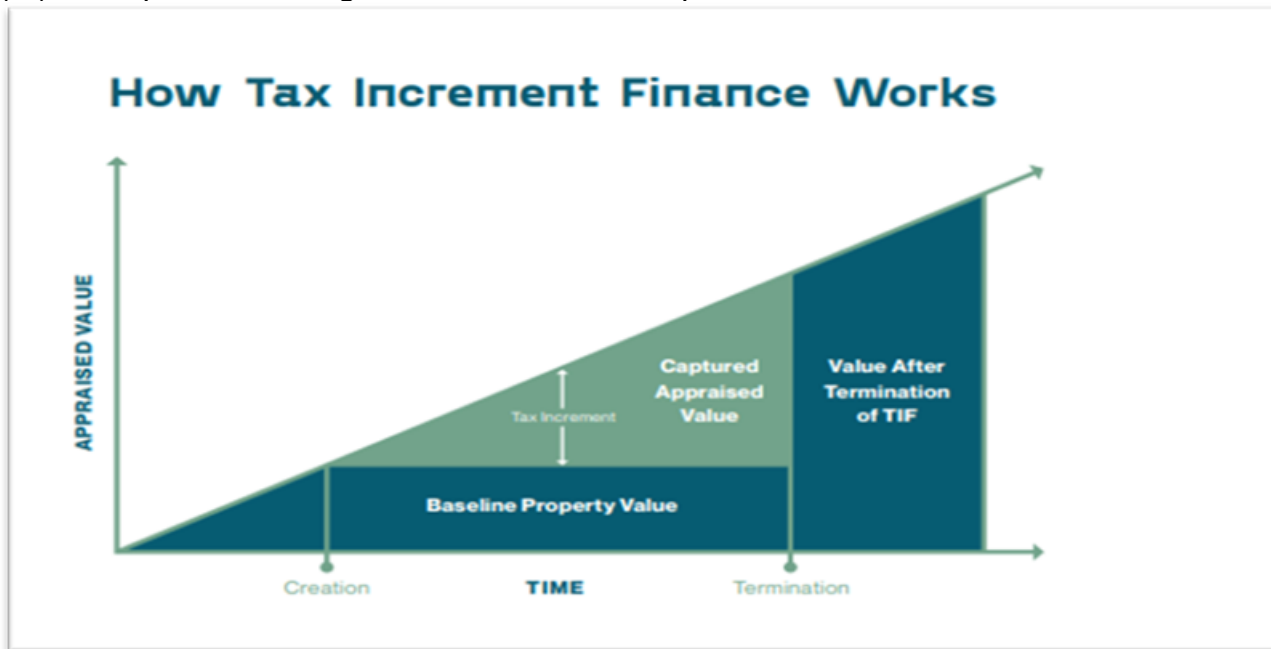 How Tax Increment Finance Works
APPRAISED VALUE
Captured
Appraised
Value
Value After
Termination
of TIF
Tax Increment
Baseline Property Value
Creation
TIME
Termination